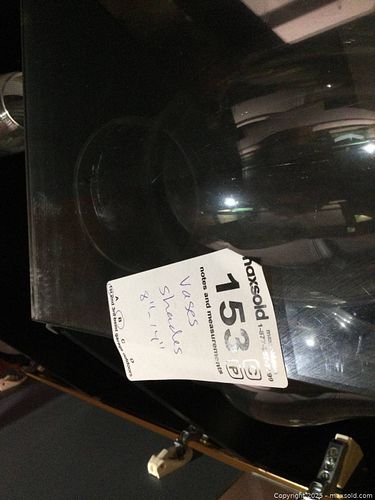 maxsold
153
notes and measurements
Vases
Shades
8"-14"
A B C D
Copyright 2025 - maxsold.com